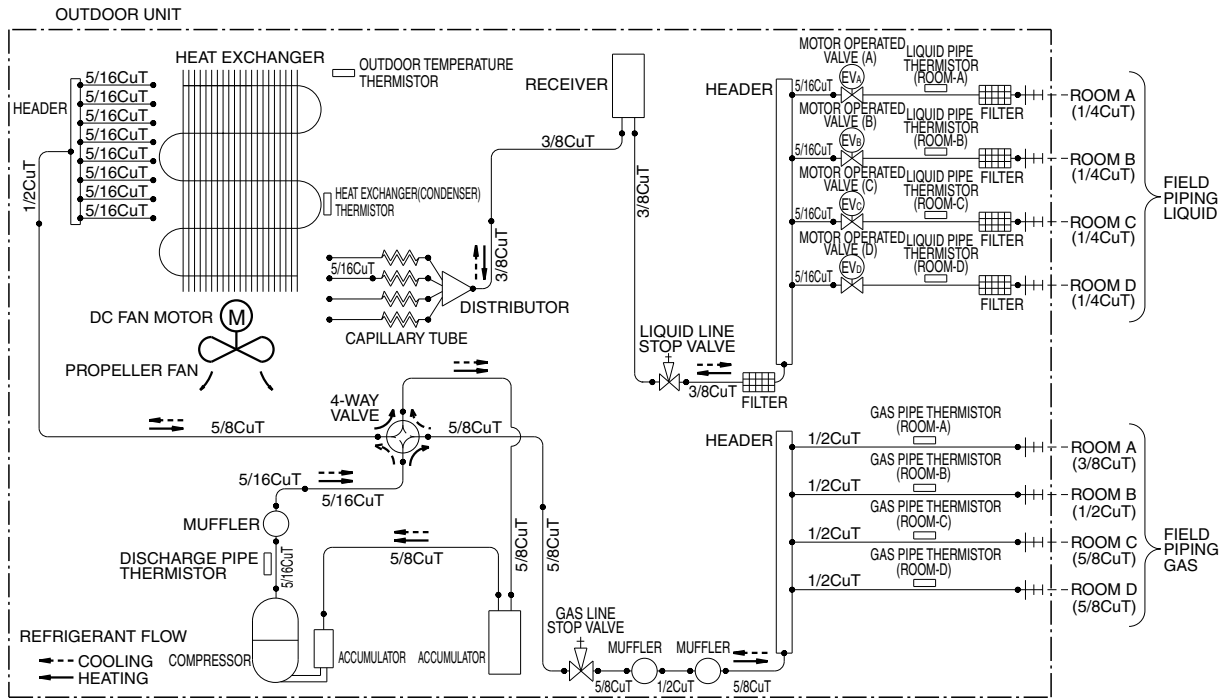 OUTDOOR UNIT
HEAT EXCHANGER
OUTDOOR TEMPERATURE
THERMISTOR
HEADER
5/16CuT
5/16CuT
5/16CuT
5/16CuT
5/16CuT
5/16CuT
5/16CuT
5/16CuT
1/2CuT
HEAT EXCHANGER(CONDENSER)
THERMISTOR
DC FAN MOTOR
M
PROPELLER FAN
5/16CuT
CAPILLARY TUBE
DISTRIBUTOR
3/8CuT
3/8CuT
RECEIVER
3/8CuT
LIQUID LINE
STOP VALVE
3/8CuT
FILTER
HEADER
MOTOR OPERATED
VALVE (A)
LIQUID PIPE
THERMISTOR
(ROOM-A)
5/16CuT
EVA
FILTER
ROOM A
(1/4CuT)
MOTOR OPERATED
VALVE (B)
LIQUID PIPE
THERMISTOR
(ROOM-B)
5/16CuT
EVB
FILTER
ROOM B
(1/4CuT)
MOTOR OPERATED
VALVE (C)
LIQUID PIPE
THERMISTOR
(ROOM-C)
5/16CuT
EVC
FILTER
ROOM C
(1/4CuT)
MOTOR OPERATED
VALVE (D)
LIQUID PIPE
THERMISTOR
(ROOM-D)
5/16CuT
EVD
FILTER
ROOM D
(1/4CuT)
FIELD
PIPING
LIQUID
4-WAY
VALVE
5/8CuT
5/8CuT
5/16CuT
5/16CuT
MUFFLER
DISCHARGE PIPE
THERMISTOR
5/16CuT
5/8CuT
5/8CuT
5/8CuT
REFRIGERANT FLOW
COOLING
HEATING
COMPRESSOR
ACCUMULATOR
ACCUMULATOR
GAS LINE
STOP VALVE
MUFFLER
MUFFLER
5/8CuT
1/2CuT
5/8CuT
HEADER
GAS PIPE THERMISTOR
(ROOM-A)
1/2CuT
ROOM A
(3/8CuT)
GAS PIPE THERMISTOR
(ROOM-B)
1/2CuT
ROOM B
(1/2CuT)
GAS PIPE THERMISTOR
(ROOM-C)
1/2CuT
ROOM C
(5/8CuT)
GAS PIPE THERMISTOR
(ROOM-D)
1/2CuT
ROOM D
(5/8CuT)
FIELD
PIPING
GAS